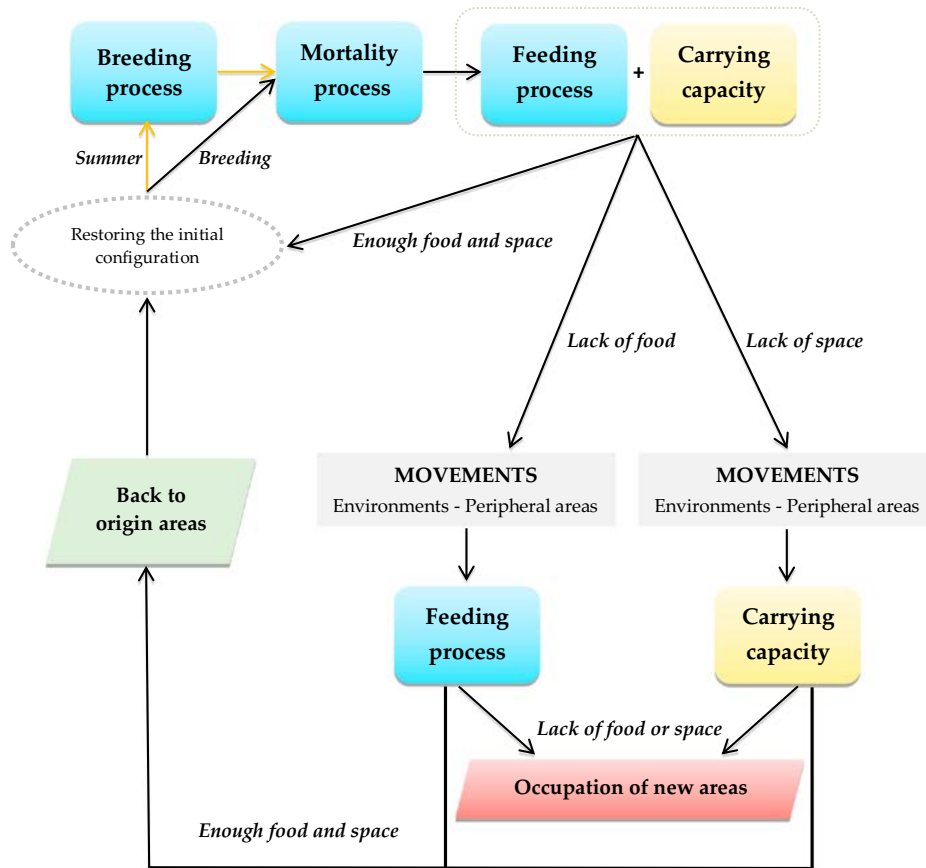 Breeding
process
Mortality
process
Feeding
process
+
Carrying
capacity
Summer
Breeding
Restoring the initial
configuration
Enough food and space
Lack of food
Lack of space
MOVEMENTS
Environments - Peripheral areas
MOVEMENTS
Environments - Peripheral areas
Back to
origin areas
Feeding
process
Carrying
capacity
Lack of food or space
Occupation of new areas
Enough food and space